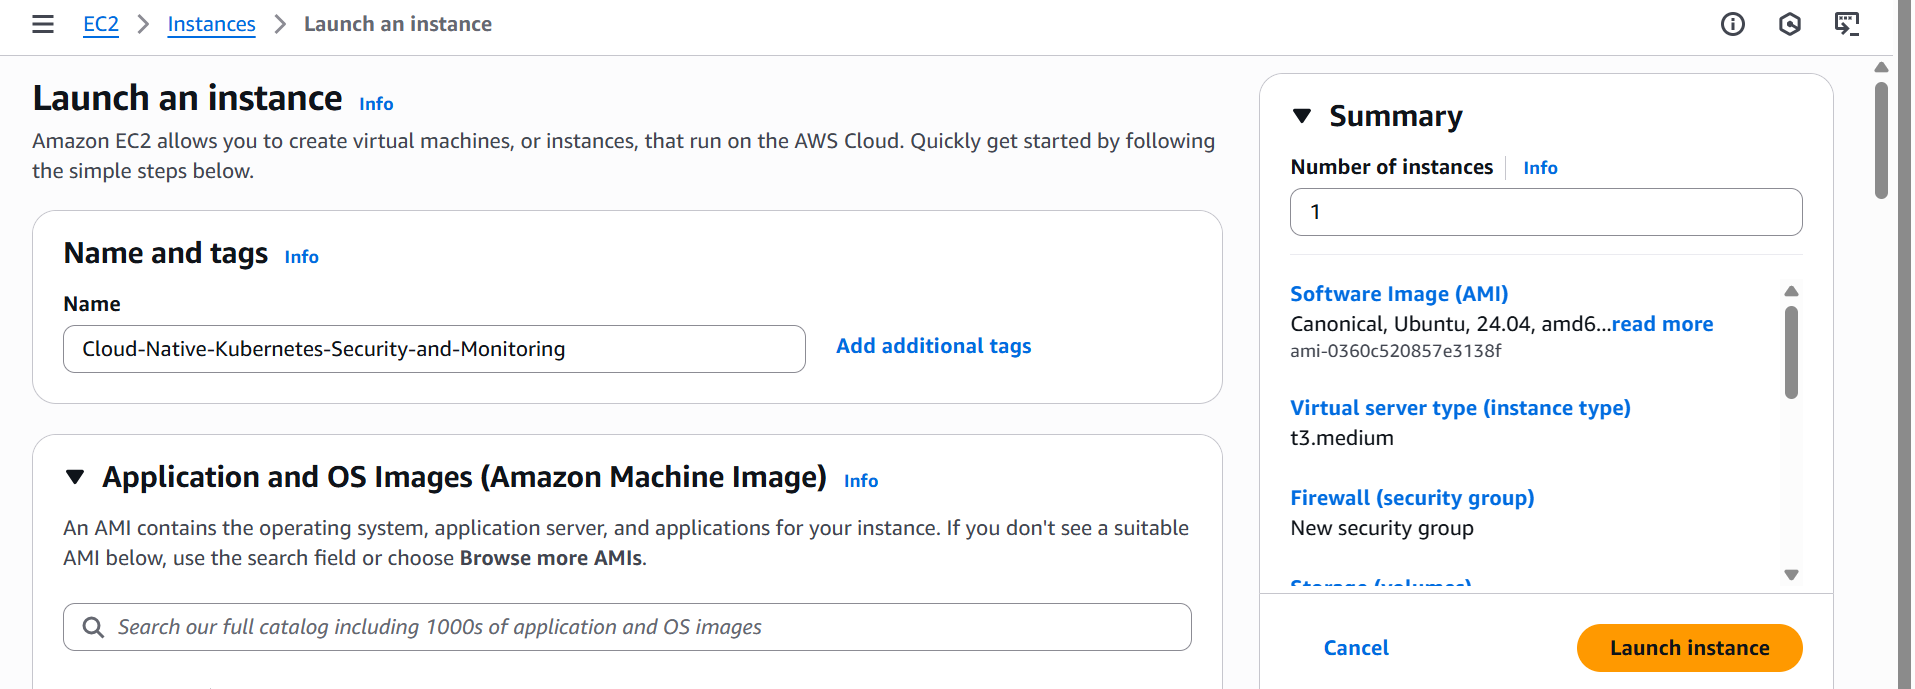 EC2
Instances
Launch an instance
Launch an instance Info
Amazon EC2 allows you to create virtual machines, or instances, that run on the AWS Cloud. Quickly get started by following
the simple steps below.
Name and tags Info
Name
Cloud-Native-Kubernetes-Security-and-Monitoring
Add additional tags
Application and OS Images (Amazon Machine Image) Info
An AMI contains the operating system, application server, and applications for your instance. If you don't see a suitable
AMI below, use the search field or choose Browse more AMIs.
Search our full catalog including 1000s of application and OS images
Summary
Number of instances Info
1
Software Image (AMI)
Canonical, Ubuntu, 24.04, amd6...read more
ami-0360c520857e3138f
Virtual server type (instance type)
t3.medium
Firewall (security group)
New security group
Storage (volumes)
Cancel
Launch instance